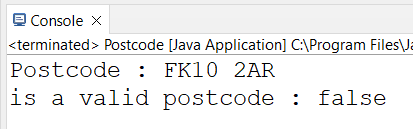 Console
<terminated> Postcode [Java Application] C:\Program Files\Ja
Postcode : FK10 2AR
is a valid postcode : false